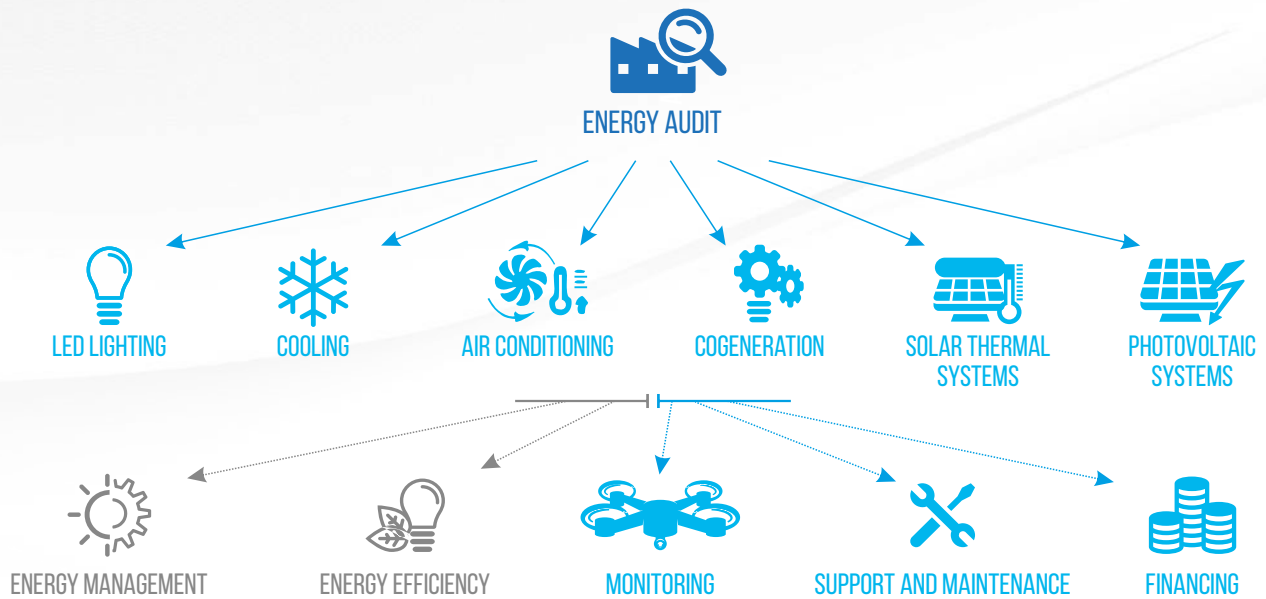 ENERGY AUDIT
LED LIGHTING
COOLING
AIR CONDITIONING
COGENERATION
SOLAR THERMAL
SYSTEMS
PHOTOVOLTAIC
SYSTEMS
ENERGY MANAGEMENT
ENERGY EFFICIENCY
MONITORING
SUPPORT AND MAINTENANCE
FINANCING